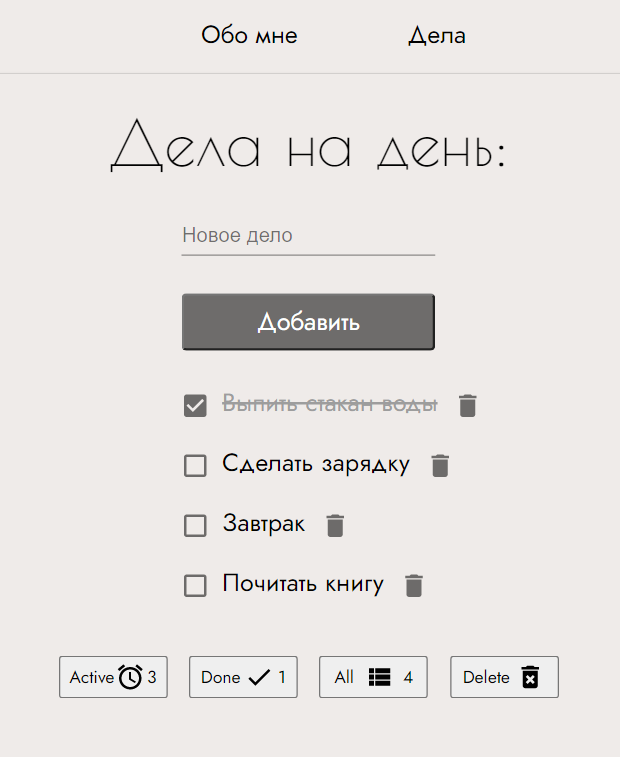 Обо мне Дела
Дела на день:
Новое дело
Добавить
Выпить стакан воды
Сделать зарядку
Завтрак
Почитать книгу
Active 3 Done 1 All 4 Delete